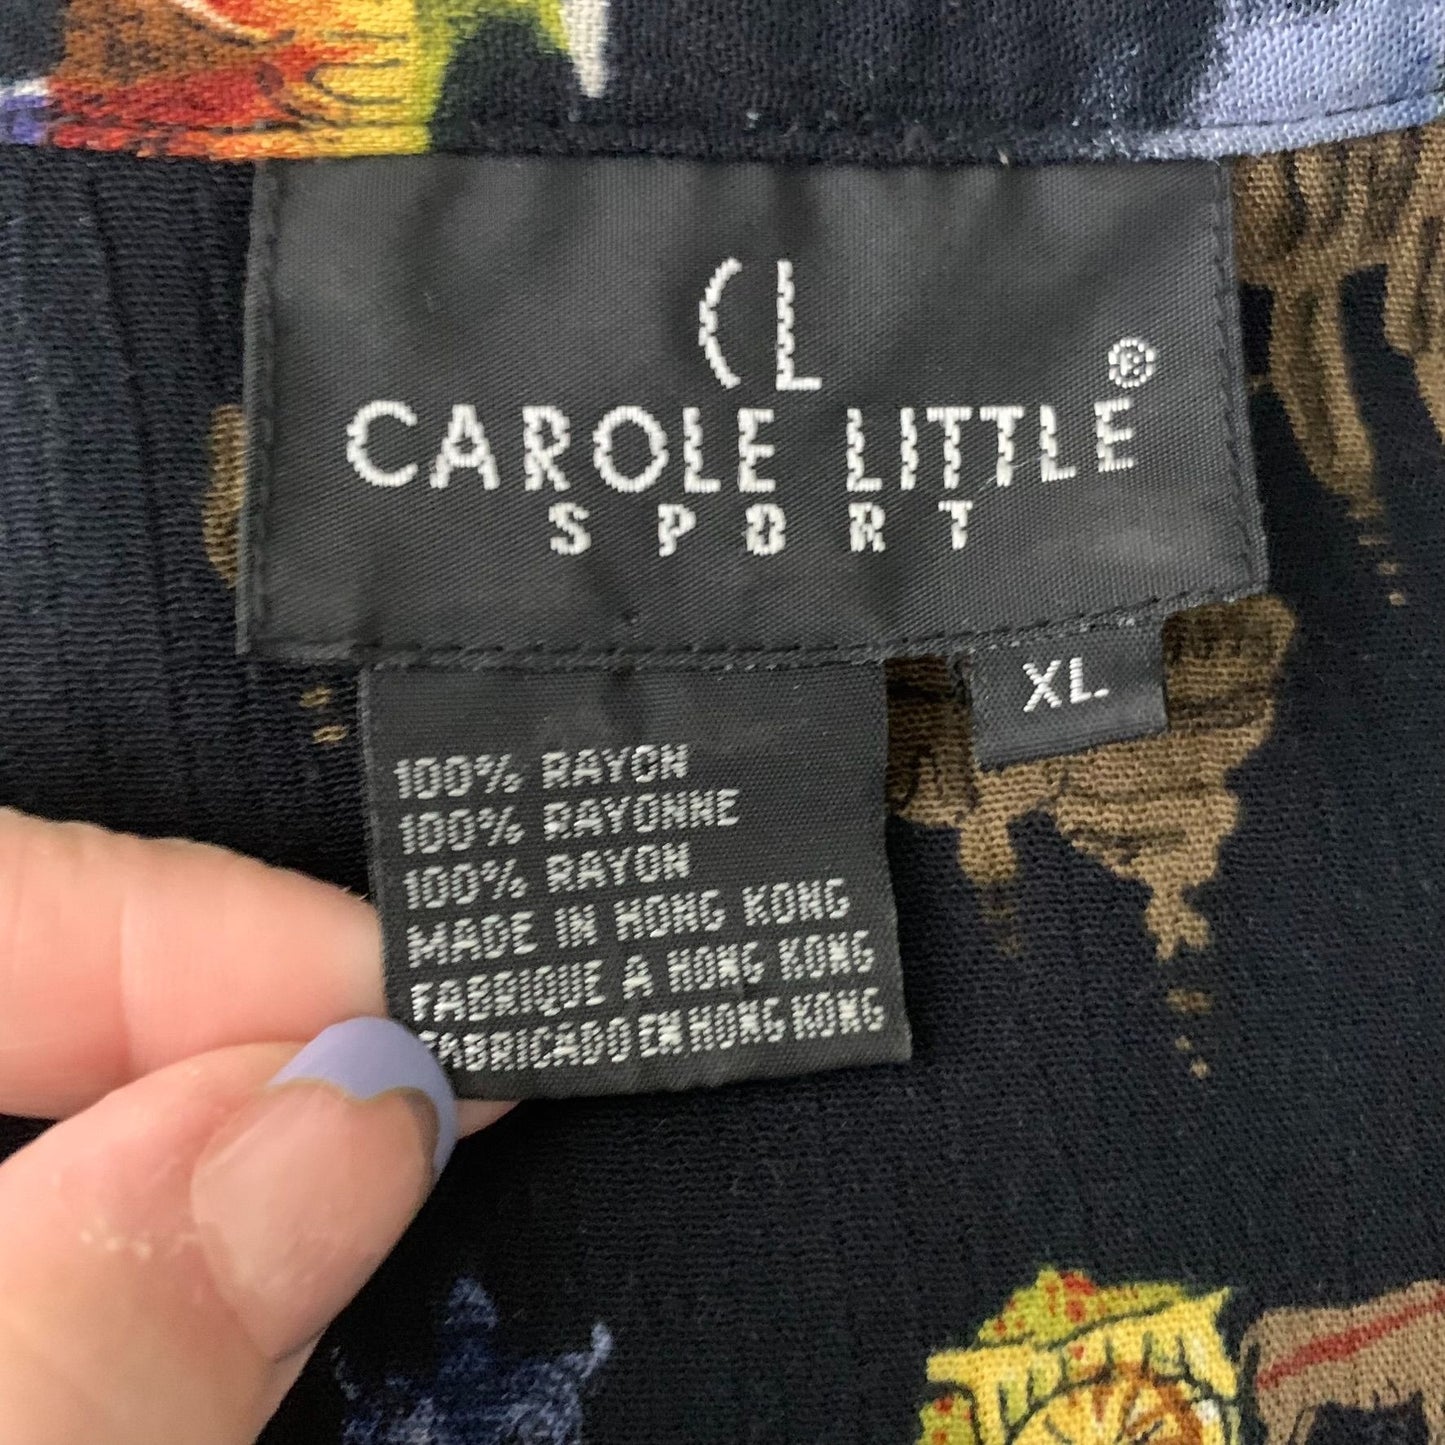 CL
CAROLE LITTLE®
SPORT
XL
100% RAYON
100% RAYONNE
100% RAYON
MADE IN HONG KONG
FABRIQUE A HONG KONG
FABRICADO EN HONG KONG